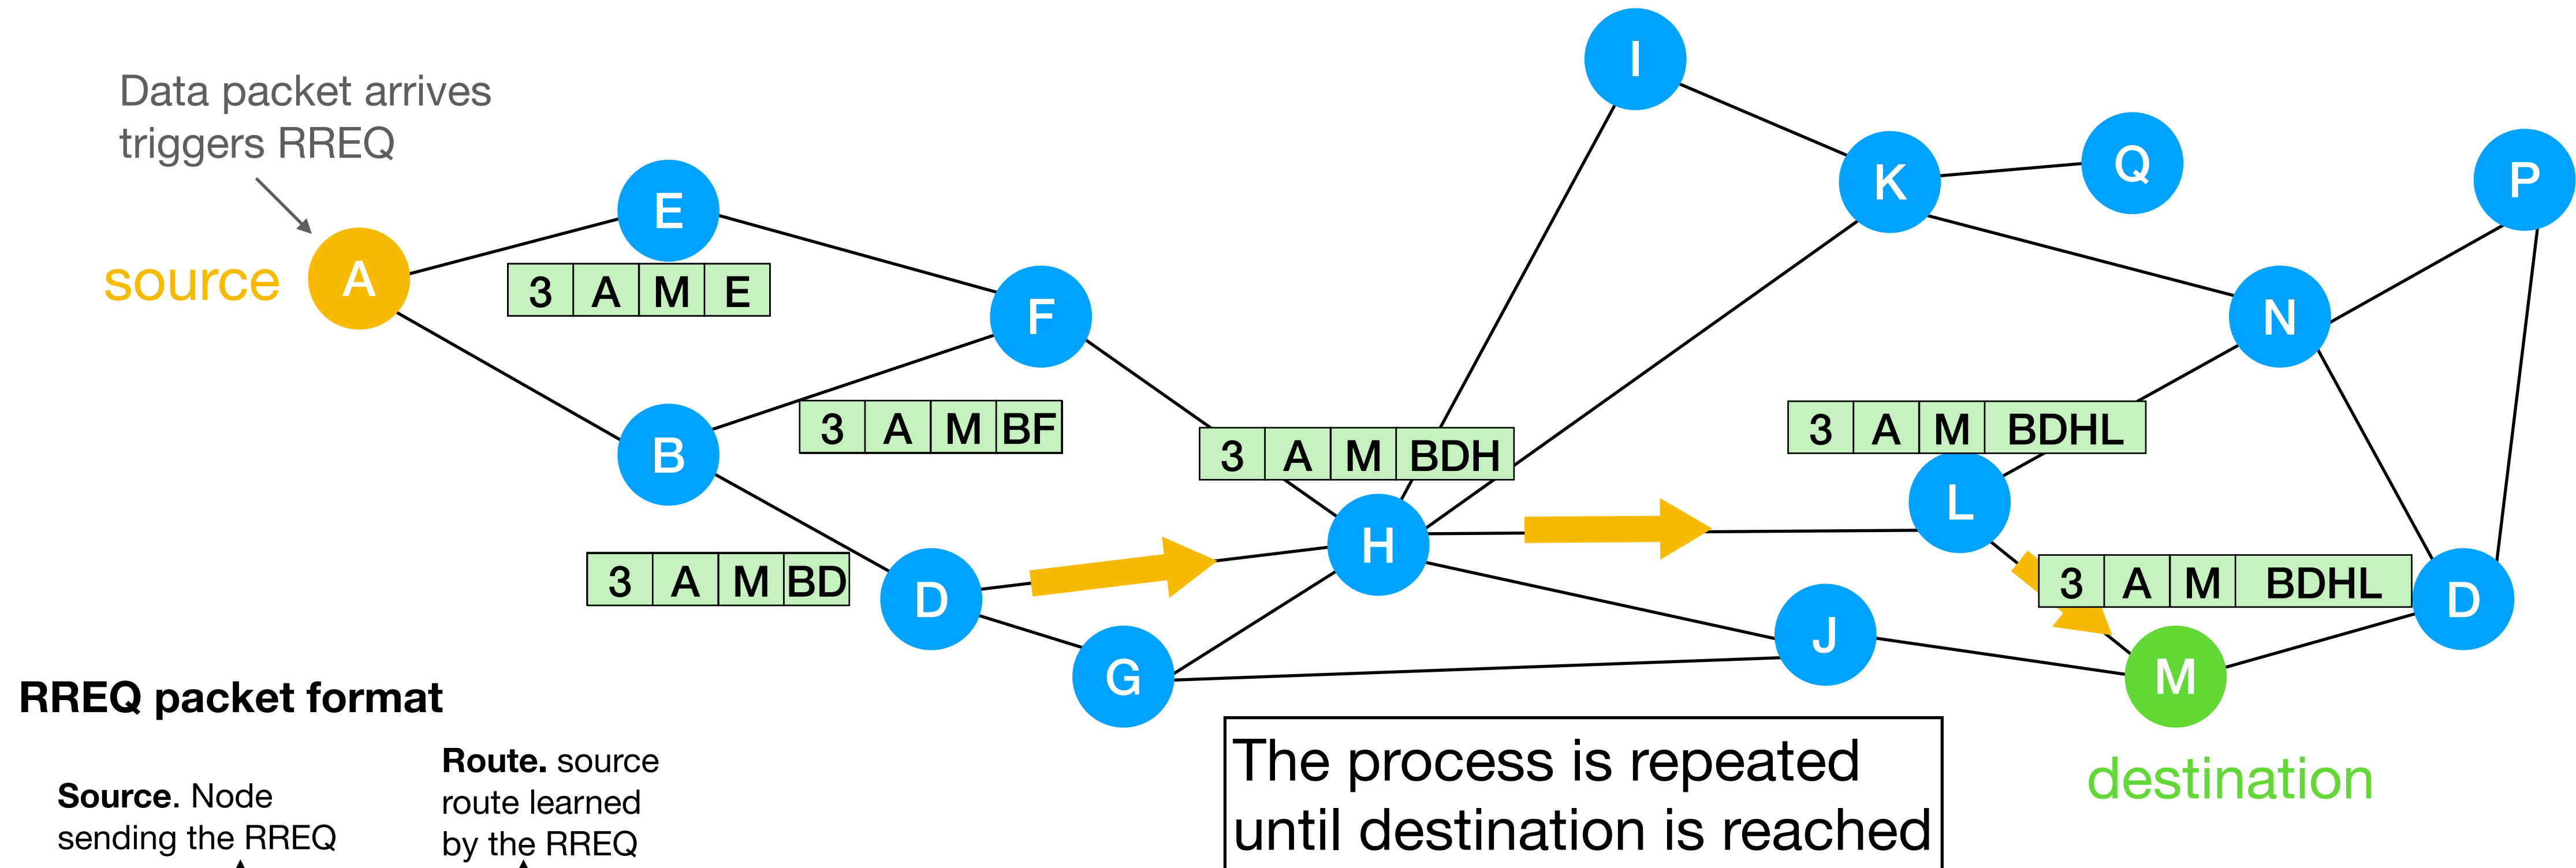 I
Data packet arrives
triggers RREQ
Q
P
K
E
source
A
3 A M E
F
N
B
3 A M BF
3 A M BDH
3 A M BDHL
L
H
3 A M BD
D
3 A M BDHL
D
J
G
M
RREQ packet format
destination
The process is repeated
until destination is reached
Source. Node
sending the RREQ
Route. source
route learned
by the RREQ